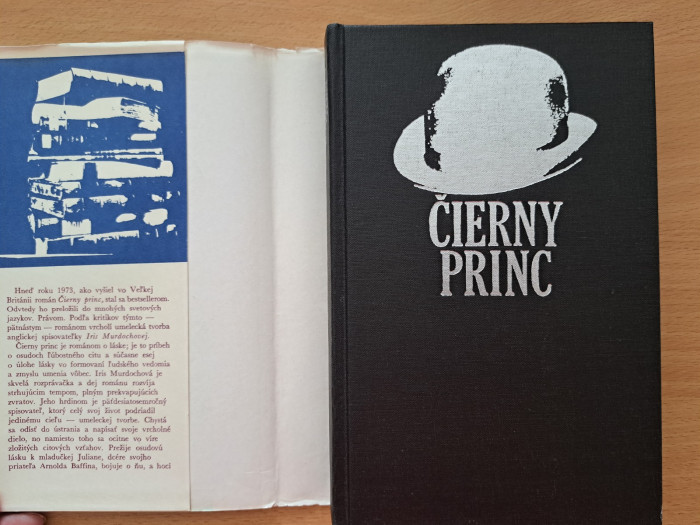 Hneď roku 1973, ako vyšiel vo Veľkej
Británii román Čierny princ, stal sa bestsellerom.
Odvtedy ho preložili do mnohých svetových
jazykov. Právom. Podľa kritikov týmto —
pätnástym — románom vrcholí umelecká tvorba
anglickej spisovateľky Iris Murdochovej.
Čierny princ je románom o láske; je to príbeh
o osudoch ľúbostného citu a súčasne esej
o úlohe lásky vo formovaní ľudského vedomia
a zmyslu umenia vôbec. Iris Murdochová je
skvelá rozprávačka a dej románu rozvíja
strhujúcim tempom, plným prekvapujúcich
zvratov. Jeho hrdinom je päťdesiatosemročný
spisovateľ, ktorý celý svoj život podriadil
jedinému cieľu — umeleckej tvorbe. Chystá
sa odísť do ústrania a napísať svoje vrcholné
dielo, no namiesto toho sa ocitne vo víre
zložitých citových vzťahov. Prežije osudovú
lásku k mladučkej Juliane, dcére svojho
priateľa Arnolda Baffina, bojuje o ňu, a hoci
ČIERNY
PRINC